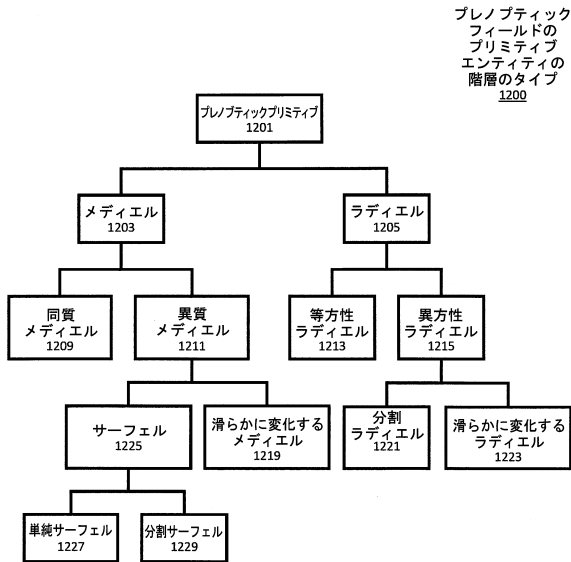 プレノプティック
フィールドの
プリミティブ
エンティティの
階層のタイプ
1200
プレノプティックプリミティブ
1201
メディエル
1203
ラディエル
1205
同質
メディエル
1209
異質
メディエル
1211
等方性
ラディエル
1213
異方性
ラディエル
1215
サーフェル
1225
滑らかに変化する
メディエル
1219
分割
ラディエル
1221
滑らかに変化する
ラディエル
1223
単純サーフェル
1227
分割サーフェル
1229